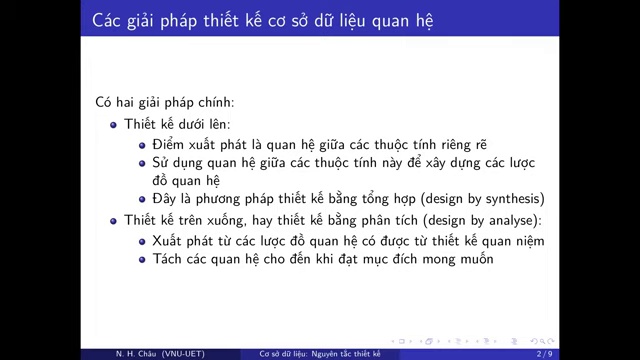 Các giải pháp thiết kế cơ sở dữ liệu quan hệ
Có hai giải pháp chính:
Thiết kế dưới lên:
Điểm xuất phát là quan hệ giữa các thuộc tính riêng rẽ
Sử dụng quan hệ giữa các thuộc tính này để xây dựng các lược
đồ quan hệ
Đây là phương pháp thiết kế bằng tổng hợp (design by synthesis)
Thiết kế trên xuống, hay thiết kế bằng phân tích (design by analyse):
Xuất phát từ các lược đồ quan hệ có được từ thiết kế quan niệm
Tách các quan hệ cho đến khi đạt mục đích mong muốn
N. H. Châu (VNU-UET)
Cơ sở dữ liệu: Nguyên tắc thiết kế
2 / 9